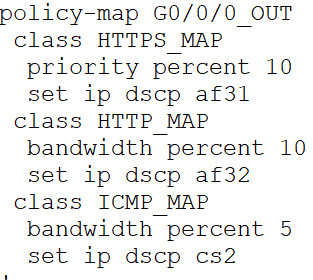 policy-map G0/0/0_OUT
class HTTPS_MAP
priority percent 10
set ip dscp af31
class HTTP_MAP
bandwidth percent 10
set ip dscp af32
class ICMP_MAP
bandwidth percent 5
set ip dscp cs2